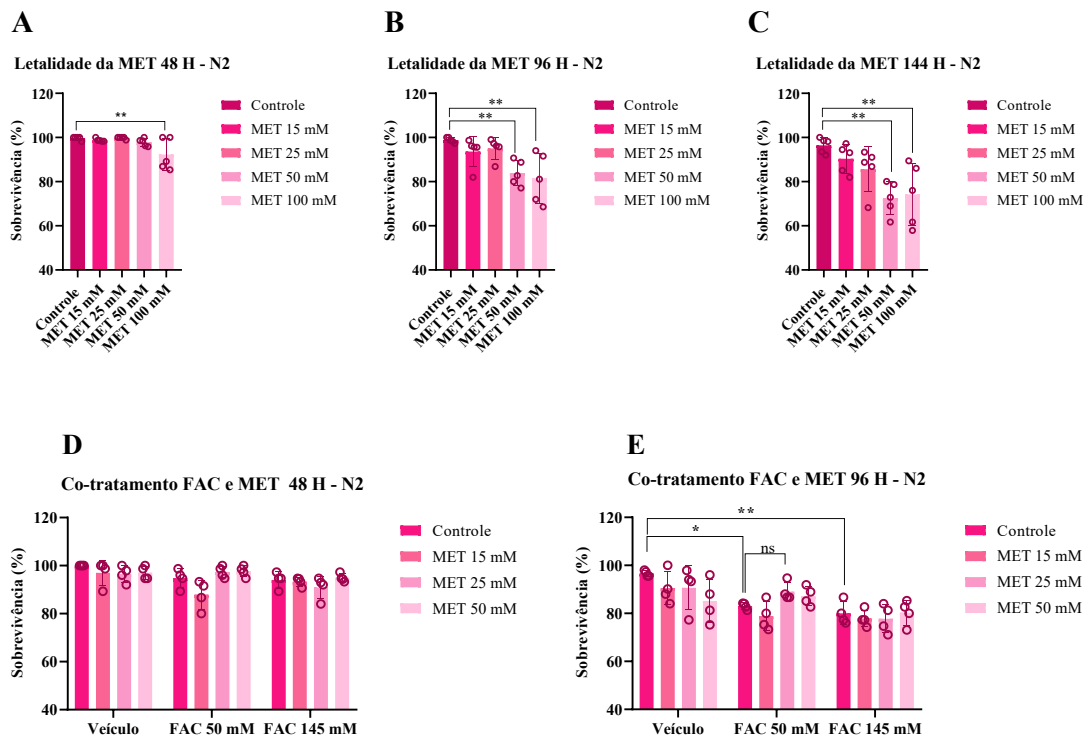 A
Letalidade da MET 48 H - N2
Sobrevivência (%)
120
100
80
60
40
**
Controle
MET 15 mM
MET 25 mM
MET 50 mM
MET 100 mM
Controle
MET 15 mM
MET 25 mM
MET 50 mM
MET 100 mM
B
Letalidade da MET 96 H - N2
Sobrevivência (%)
120
100
80
60
40
**
**
Controle
MET 15 mM
MET 25 mM
MET 50 mM
MET 100 mM
Controle
MET 15 mM
MET 25 mM
MET 50 mM
MET 100 mM
C
Letalidade da MET 144 H - N2
Sobrevivência (%)
120
100
80
60
40
**
**
Controle
MET 15 mM
MET 25 mM
MET 50 mM
MET 100 mM
Controle
MET 15 mM
MET 25 mM
MET 50 mM
MET 100 mM
D
Co-tratamento FAC e MET 48 H - N2
Sobrevivência (%)
120
100
80
60
40
Veículo
FAC 50 mM
FAC 145 mM
Controle
MET 15 mM
MET 25 mM
MET 50 mM
E
Co-tratamento FAC e MET 96 H - N2
Sobrevivência (%)
120
100
80
60
40
*
**
ns
Veículo
FAC 50 mM
FAC 145 mM
Controle
MET 15 mM
MET 25 mM
MET 50 mM